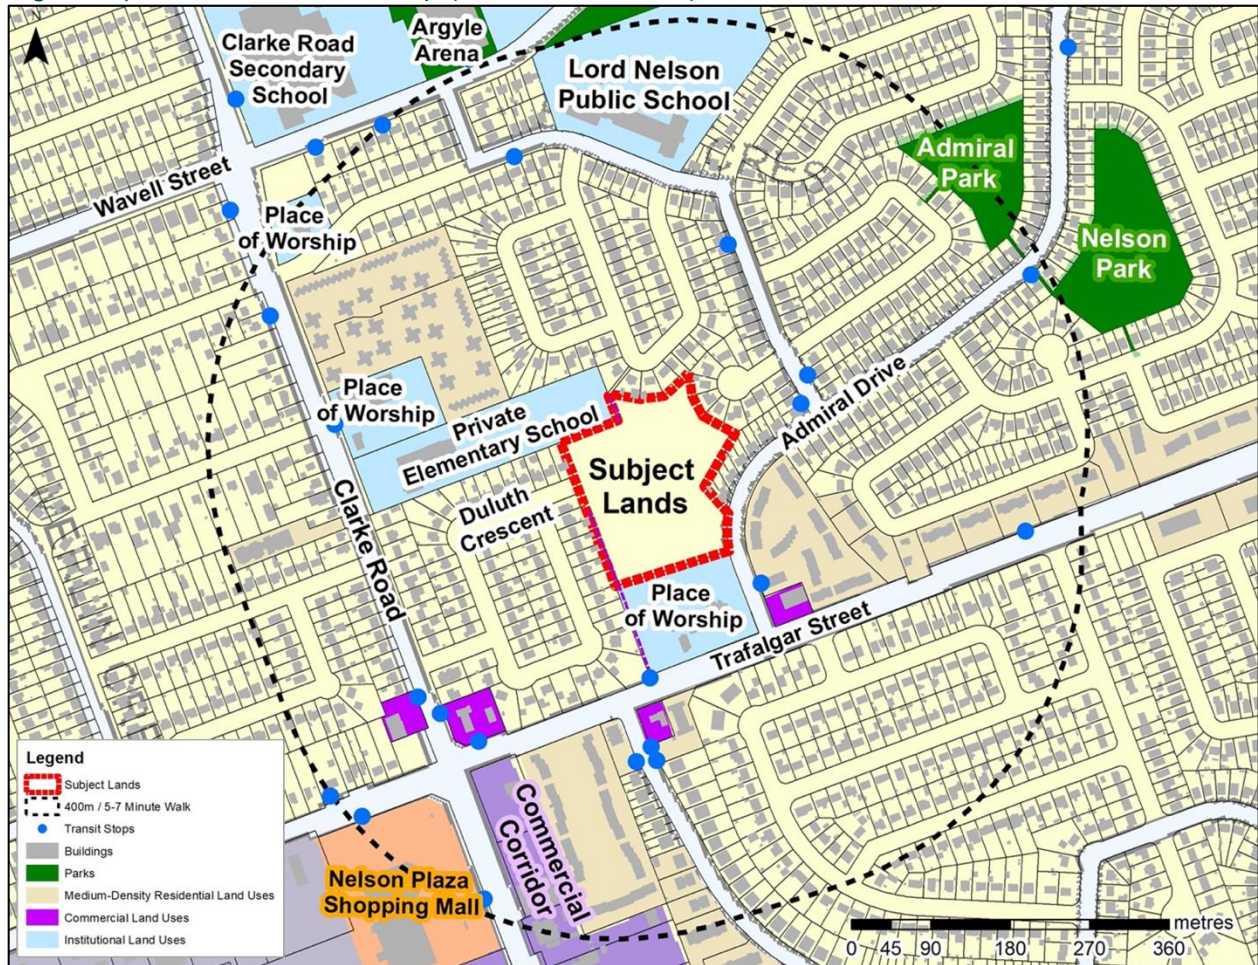 Clarke Road
Secondary
School
Argyle
Arena
Lord Nelson
Public School
Admiral
Park
Nelson
Park
Wavell Street
Place
of Worship
Place
of Worship
Private
Elementary School
Subject
Lands
Admiral Drive
Duluth
Crescent
Clarke Road
Place
of Worship
Trafalgar Street
Commercial
Corridor
Nelson Plaza
Shopping Mall
Legend
Subject Lands
400m / 5-7 Minute Walk
Transit Stops
Buildings
Parks
Medium-Density Residential Land Uses
Commercial Land Uses
Institutional Land Uses
metres
0 45 90 180 270 360